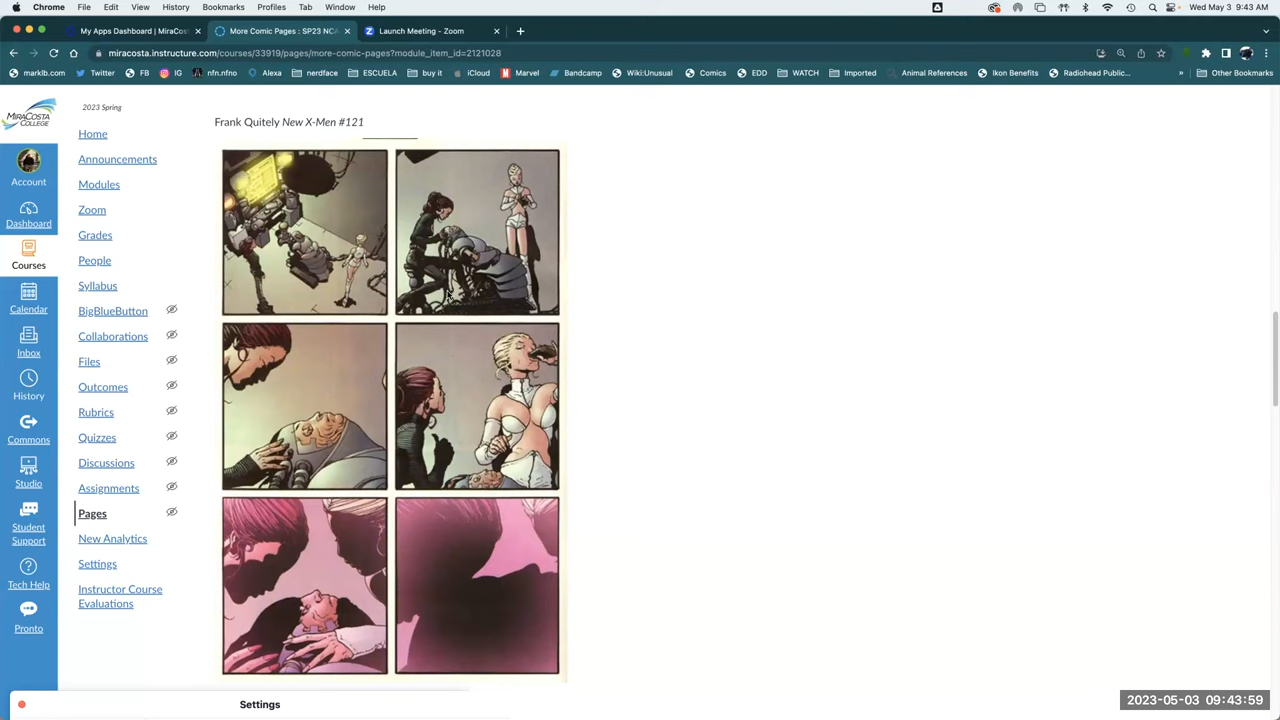 Chrome File Edit View History Bookmarks Profiles Tab Window Help
Wed May 3 9:43 AM
My Apps Dashboard | MiraCost
More Comic Pages : SP23 NCA
Launch Meeting - Zoom
miracosta.instructure.com/courses/33919/pages/more-comic-pages?module_item_id=2121028
marklb.com Twitter FB IG nfn.nfno Alexa nerdface ESCUELA buy it iCloud Marvel Bandcamp Wiki:Unusual Comics EDD WATCH Imported Animal References Ikon Benefits Radiohead Public... » Other Bookmarks
MIRACOSTA
COLLEGE
Account
Dashboard
Courses
Calendar
Inbox
History
Commons
Studio
Student
Support
Tech Help
Pronto
2023 Spring
Home
Announcements
Modules
Zoom
Grades
People
Syllabus
BigBlueButton
Collaborations
Files
Outcomes
Rubrics
Quizzes
Discussions
Assignments
Pages
New Analytics
Settings
Instructor Course
Evaluations
Frank Quitely New X-Men #121
Settings
2023-05-03 09:43:59